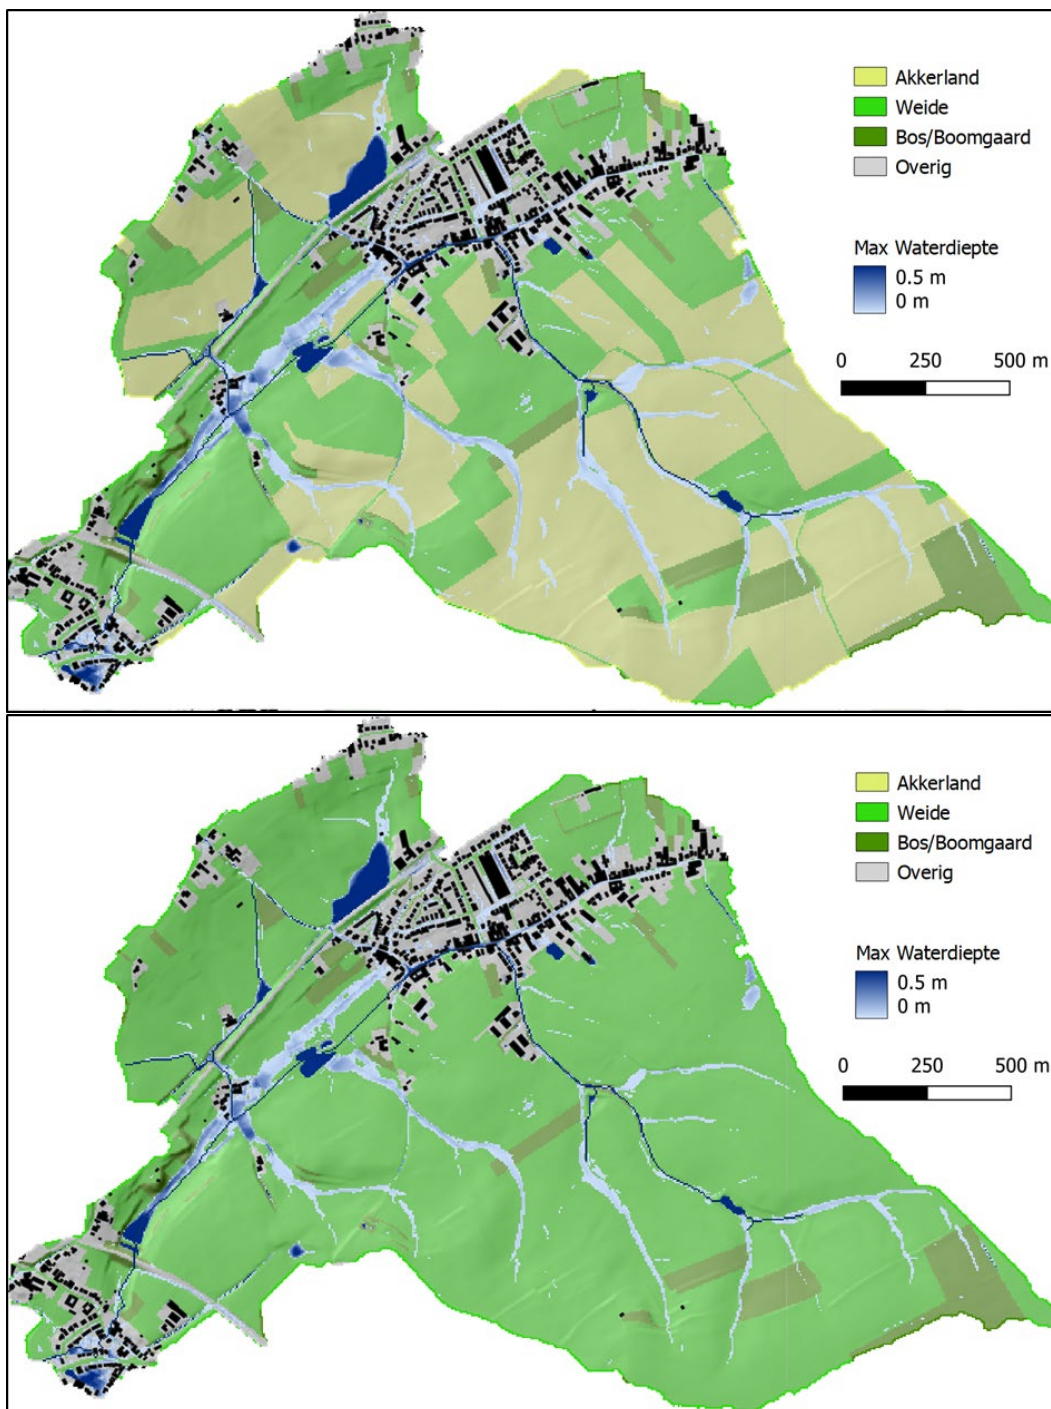 Akkerland
Weide
Bos/Boomgaard
Overig
Max Waterdiepte
0.5 m
0 m
0 250 500 m
Akkerland
Weide
Bos/Boomgaard
Overig
Max Waterdiepte
0.5 m
0 m
0 250 500 m